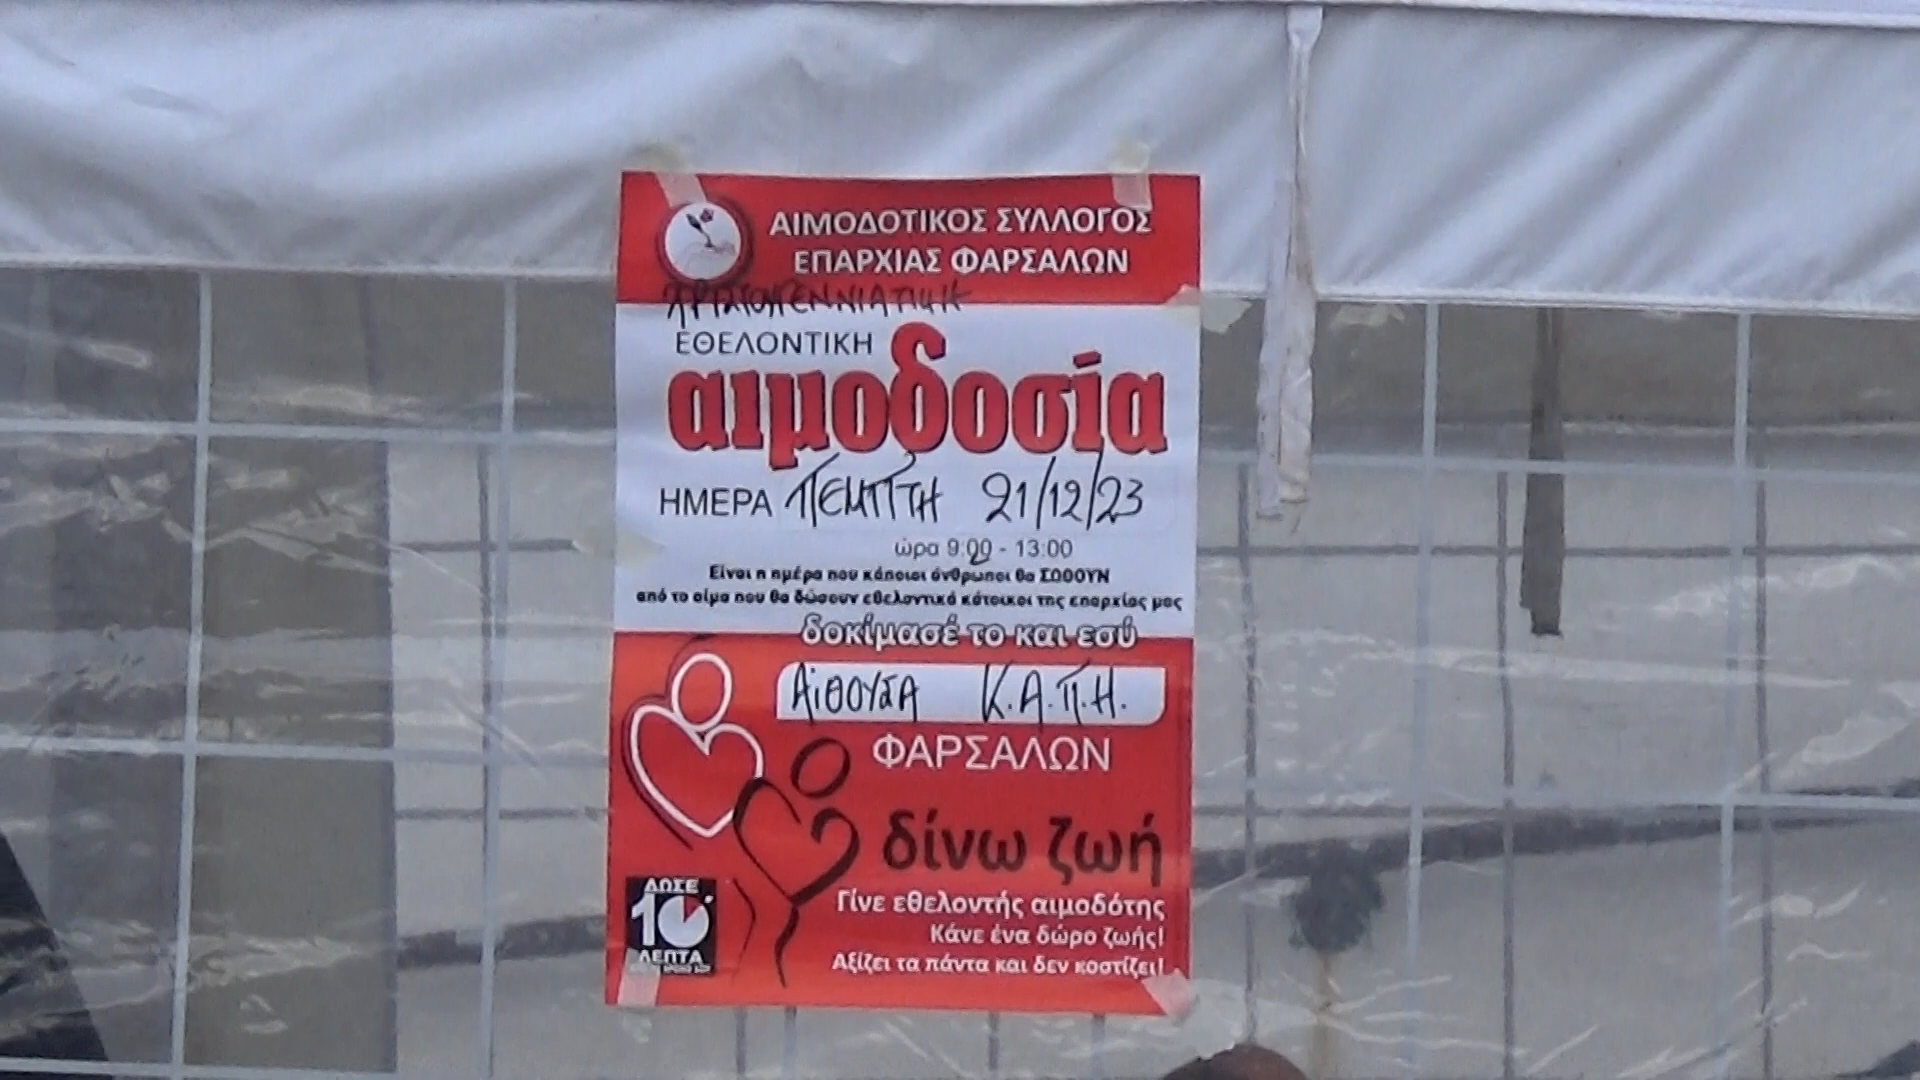 ΑΙΜΟΔΟΤΙΚΟΣ ΣΥΛΛΟΓΟΣ
ΕΠΑΡΧΙΑΣ ΦΑΡΣΑΛΩΝ
ΧΡΙΣΤΟΥΓΕΝΝΙΑΤΙΚΗ
ΕΘΕΛΟΝΤΙΚΗ
αιμοδοσία
ΗΜΕΡΑ ΠΕΜΠΤΗ 21/12/23
ώρα 9:00 - 13:00
Είναι η ημέρα που κάποιοι άνθρωποι θα ΣΩΘΟΥΝ
από το αίμα που θα δώσουν εθελοντικά κάτοικοι της επαρχίας μας
δοκίμασέ το και εσύ
ΑΙΘΟΥΣΑ Κ.Α.Π.Η.
ΦΑΡΣΑΛΩΝ
δίνω ζωή
Γίνε εθελοντής αιμοδότης
Κάνε ένα δώρο ζωής!
Αξίζει τα πάντα και δεν κοστίζει!
ΔΩΣΕ
10'
ΛΕΠΤΑ